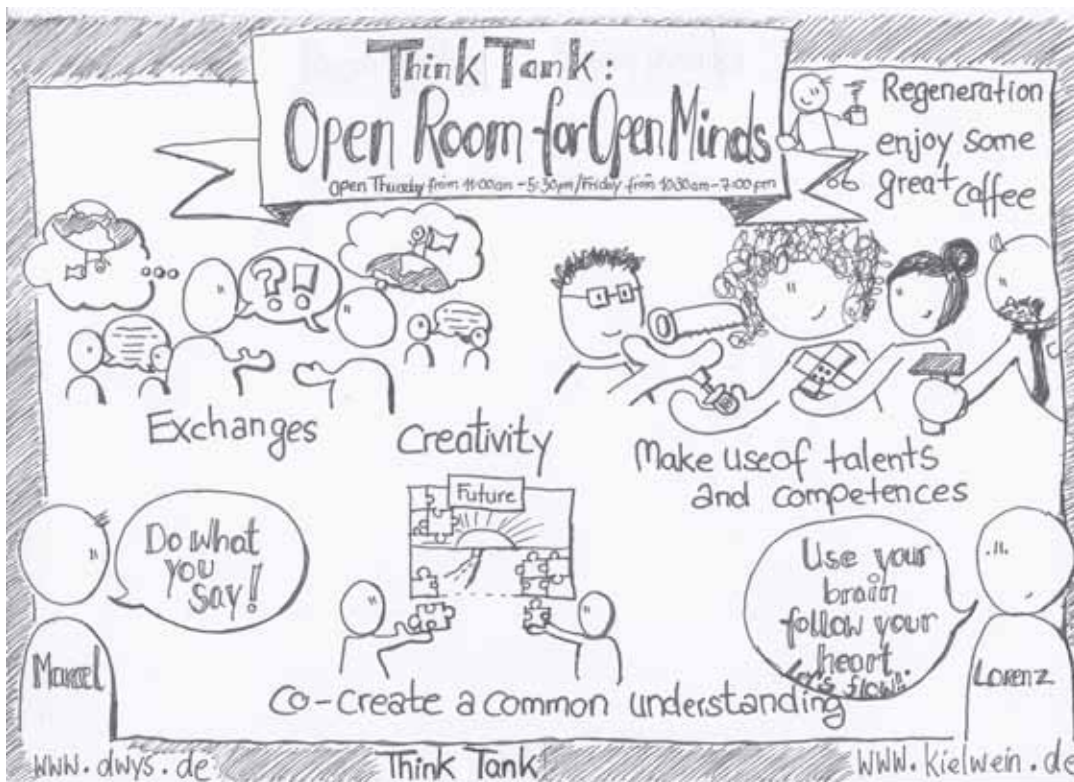 Think Tank:
Open Room for Open Minds
Open Thursday from 11:00am - 5:30pm/Friday from 10:30am - 7:00pm
Regeneration
enjoy some
great coffee
?!
Exchanges
Creativity
Make use of talents
and competences
Future
Do what
you
say!
Use your
brain
follow your
heart
Let's flow!
Marcel
Lorenz
Co-create a common understanding
www.dwys.de
Think Tank
www.kielwein.de